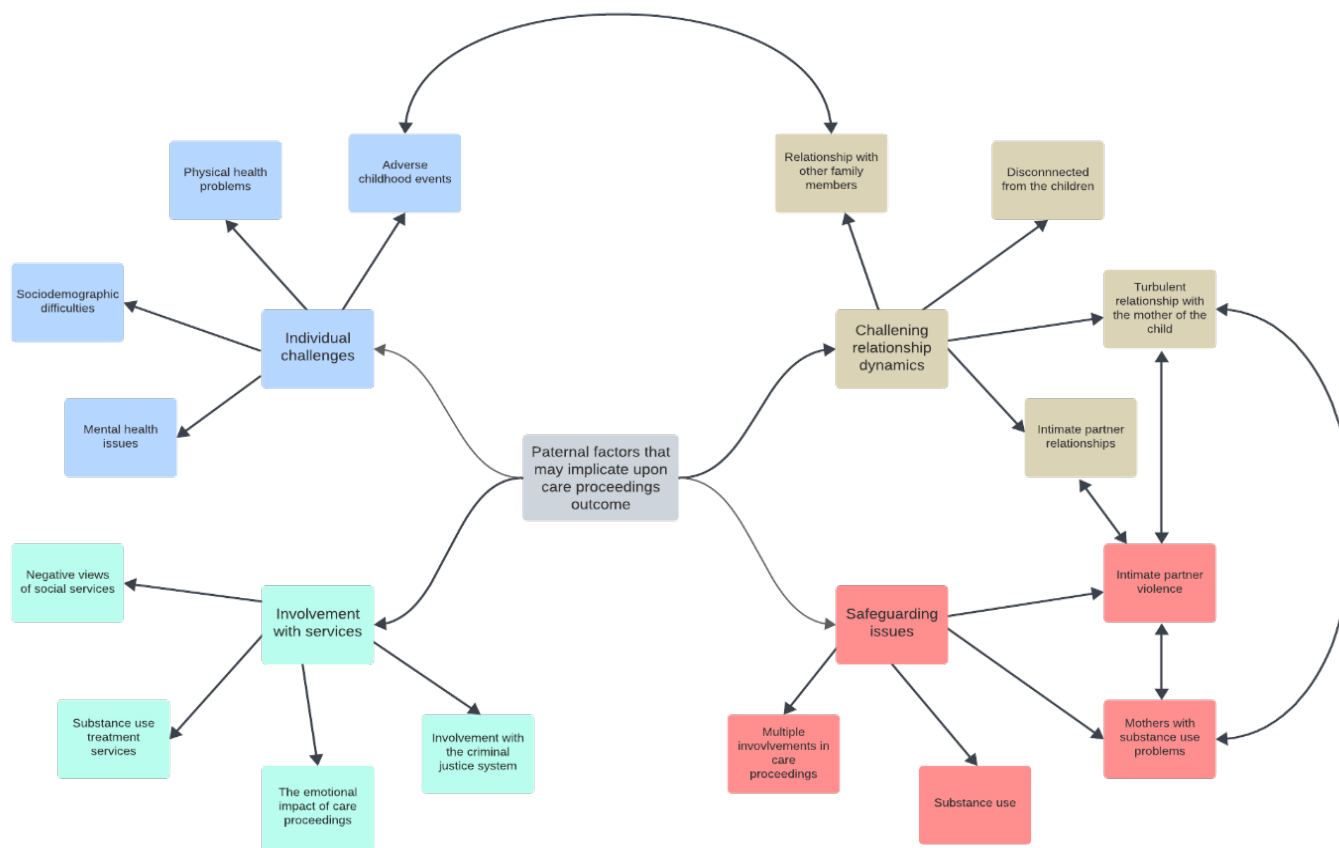 Physical health
problems
Adverse
childhood events
Relationship with
other family
members
Disconnnected
from the children
Sociodemographic
difficulties
Individual
challenges
Challening
relationship
dynamics
Turbulent
relationship with
the mother of the
child
Mental health
issues
Paternal factors that
may implicate upon
care proceedings
outcome
Intimate partner
relationships
Negative views
of social services
Involvement
with services
Safeguarding
issues
Intimate partner
violence
Substance use
treatment
services
The emotional
impact of care
proceedings
Involvement with
the criminal
justice system
Multiple
invovlvements in
care
proceedings
Substance use
Mothers with
substance use
problems